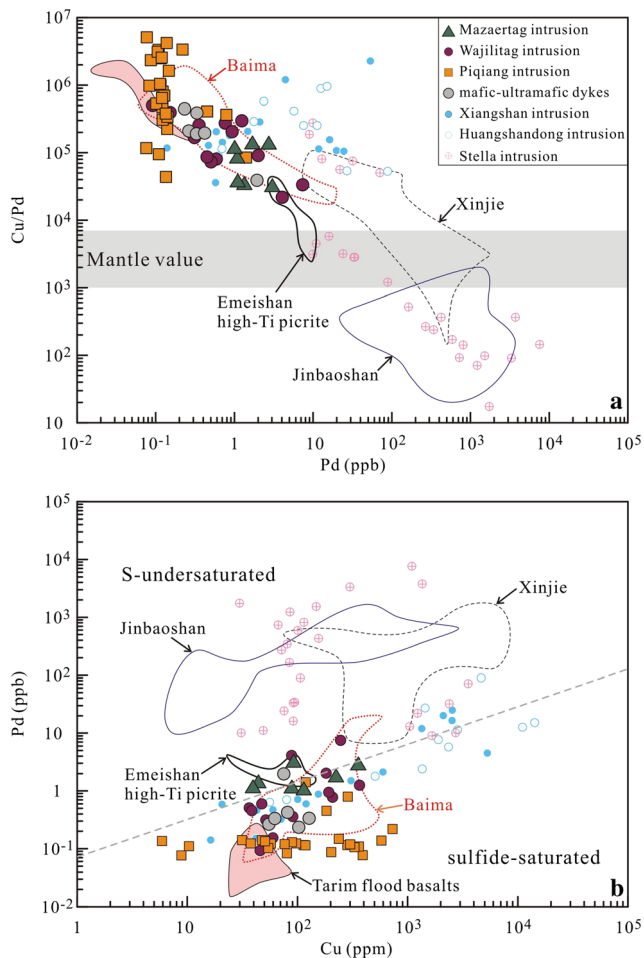 10⁷
10⁶
10⁵
10⁴
10³
10²
10
Cu/Pd
Mazaertag intrusion
Wajilitag intrusion
Piqiang intrusion
mafic-ultramafic dykes
Xiangshan intrusion
Huangshandong intrusion
Stella intrusion
Baima
Xinjie
Mantle value
Emeishan
high-Ti picrite
Jinbaoshan
a
10⁻² 10⁻¹ 1 10 10² 10³ 10⁴ 10⁵
Pd (ppb)
10⁵
10⁴
10³
10²
10
1
10⁻¹
10⁻²
Pd (ppb)
S-undersaturated
Xinjie
Jinbaoshan
Emeishan
high-Ti picrite
Baima
sulfide-saturated
Tarim flood basalts
b
1 10 10² 10³ 10⁴ 10⁵
Cu (ppm)